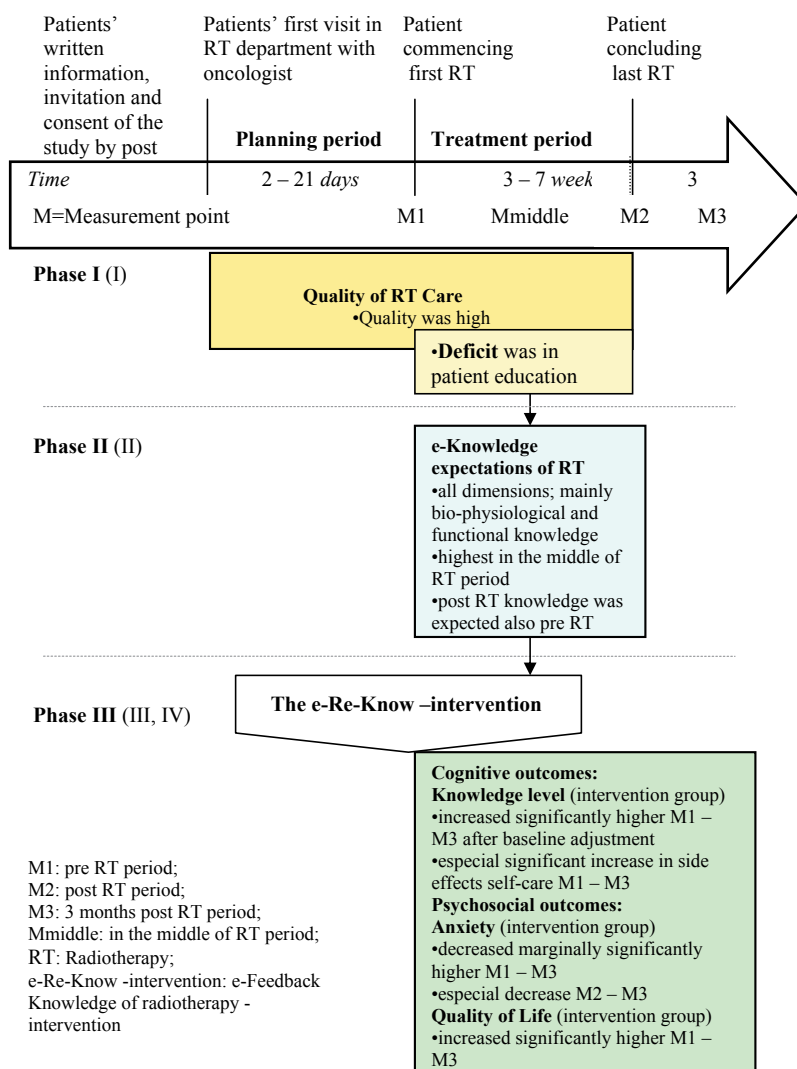 Patients’
written
information,
invitation and
consent of the
study by post
Patients’ first visit in
RT department with
oncologist
Patient
commencing
first RT
Patient
concluding
last RT
Planning period
Treatment period
Time
2 – 21 days
3 – 7 week
3
M=Measurement point
M1
Mmiddle
M2
M3
Phase I (I)
Quality of RT Care
•Quality was high
•Deficit was in
patient education
Phase II (II)
e-Knowledge
expectations of RT
•all dimensions; mainly
bio-physiological and
functional knowledge
•highest in the middle of
RT period
•post RT knowledge was
expected also pre RT
Phase III (III, IV)
The e-Re-Know –intervention
Cognitive outcomes:
Knowledge level (intervention group)
•increased significantly higher M1 –
M3 after baseline adjustment
•especial significant increase in side
effects self-care M1 – M3
Psychosocial outcomes:
Anxiety (intervention group)
•decreased marginally significantly
higher M1 – M3
•especial decrease M2 – M3
Quality of Life (intervention group)
•increased significantly higher M1 –
M3
M1: pre RT period;
M2: post RT period;
M3: 3 months post RT period;
Mmiddle: in the middle of RT period;
RT: Radiotherapy;
e-Re-Know -intervention: e-Feedback
Knowledge of radiotherapy -
intervention